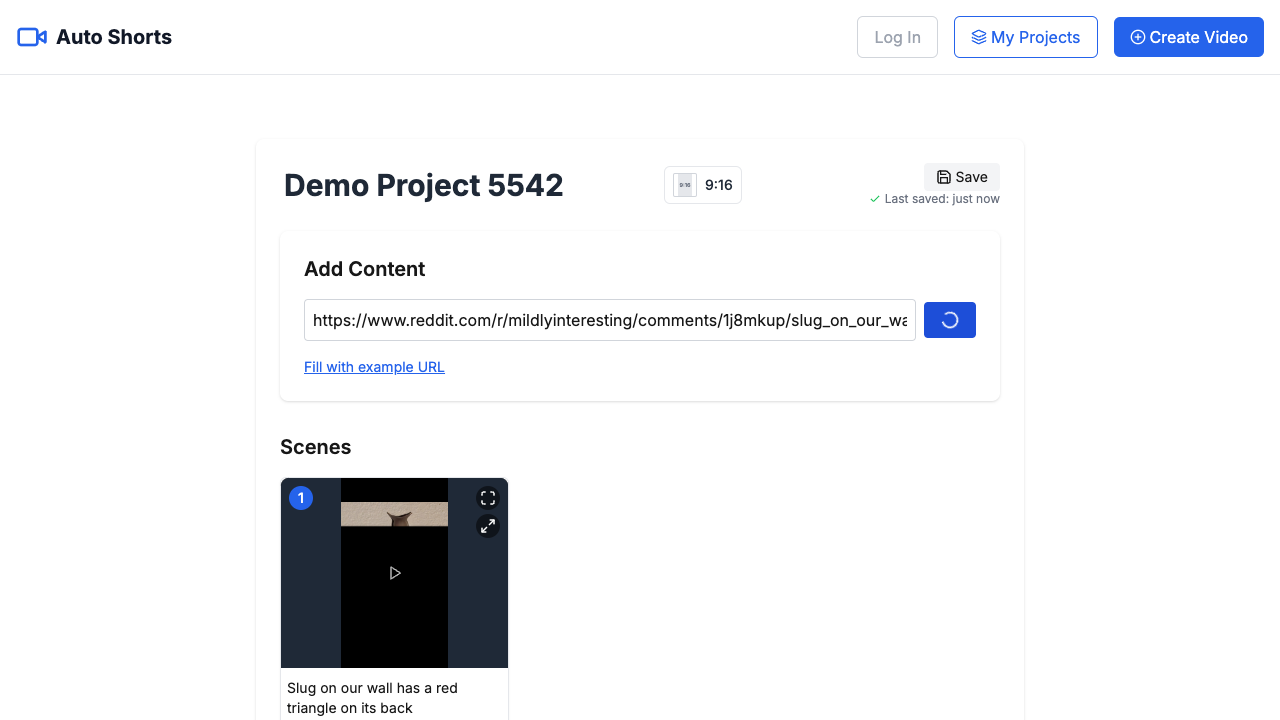 Auto Shorts
Log In
My Projects
Create Video
Demo Project 5542
9:16
9:16
Save
Last saved: just now
Add Content
https://www.reddit.com/r/mildlyinteresting/comments/1j8mkup/slug_on_our_wa
Fill with example URL
Scenes
1
Slug on our wall has a red
triangle on its back